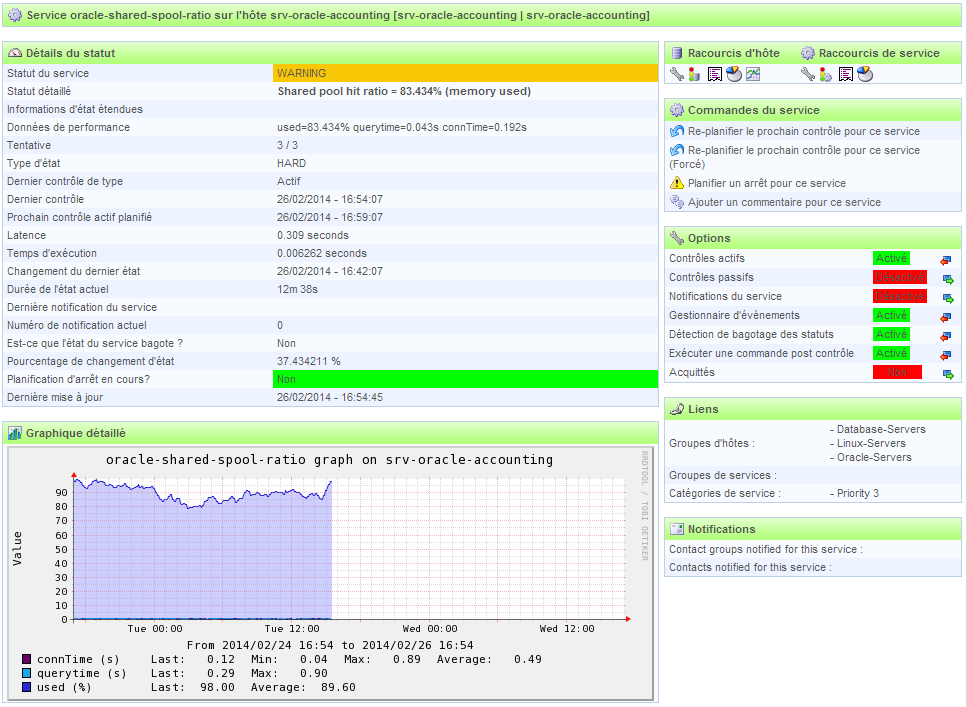 Service oracle-shared-spool-ratio sur l'hôte srv-oracle-accounting [srv-oracle-accounting | srv-oracle-accounting]
Détails du statut
Statut du service WARNING
Statut détaillé Shared pool hit ratio = 83.434% (memory used)
Informations d'état étendues
Données de performance used=83.434% querytime=0.043s connTime=0.192s
Tentative 3 / 3
Type d'état HARD
Dernier contrôle de type Actif
Dernier contrôle 26/02/2014 - 16:54:07
Prochain contrôle actif planifié 26/02/2014 - 16:59:07
Latence 0.309 seconds
Temps d'exécution 0.006262 seconds
Changement du dernier état 26/02/2014 - 16:42:07
Durée de l'état actuel 12m 38s
Dernière notification du service
Numéro de notification actuel 0
Est-ce que l'état du service bagote ? Non
Pourcentage de changement d'état 37.434211 %
Planification d'arrêt en cours? Non
Dernière mise à jour 26/02/2014 - 16:54:45
Graphique détaillé
oracle-shared-spool-ratio graph on srv-oracle-accounting
RRDTOOL / TOBI OETIKER
Value
90
80
70
60
50
40
30
20
10
0
Tue 00:00 Tue 12:00 Wed 00:00 Wed 12:00
From 2014/02/24 16:54 to 2014/02/26 16:54
connTime (s) Last: 0.12 Min: 0.04 Max: 0.89 Average: 0.49
querytime (s) Last: 0.29 Max: 0.90
used (%) Last: 98.00 Average: 89.60
Racourcis d'hôte Raccourcis de service
Commandes du service
Re-planifier le prochain contrôle pour ce service
Re-planifier le prochain contrôle pour ce service
(Forcé)
Planifier un arrêt pour ce service
Ajouter un commentaire pour ce service
Options
Contrôles actifs Activé
Contrôles passifs Désactivé
Notifications du service Désactivé
Gestionnaire d'évènements Activé
Détection de bagotage des statuts Activé
Exécuter une commande post contrôle Activé
Acquittés Non
Liens
Groupes d'hôtes :
- Database-Servers
- Linux-Servers
- Oracle-Servers
Groupes de services :
Catégories de service : - Priority 3
Notifications
Contact groups notified for this service :
Contacts notified for this service :